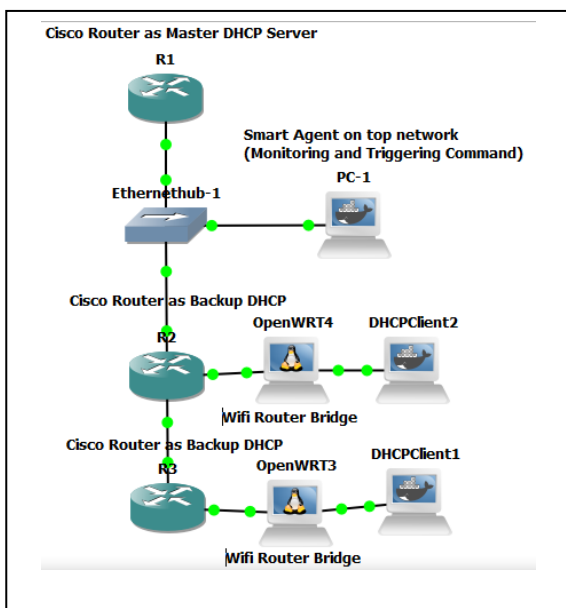 Cisco Router as Master DHCP Server
R1
Smart Agent on top network
(Monitoring and Triggering Command)
PC-1
Ethernethub-1
Cisco Router as Backup DHCP
R2
OpenWRT4
DHCPClient2
Wifi Router Bridge
Cisco Router as Backup DHCP
R3
OpenWRT3
DHCPClient1
Wifi Router Bridge